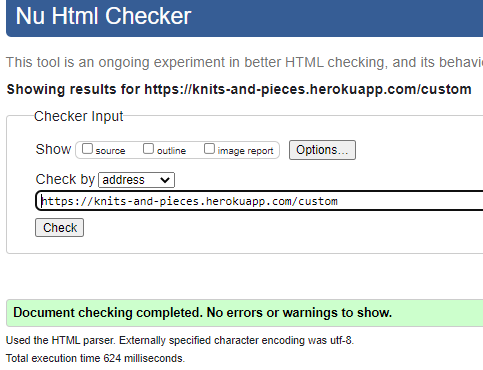 Nu Html Checker
This tool is an ongoing experiment in better HTML checking, and its behavi
Showing results for https://knits-and-pieces.herokuapp.com/custom
Checker Input
Show source outline image report Options...
Check by address
https://knits-and-pieces.herokuapp.com/custom
Check
Document checking completed. No errors or warnings to show.
Used the HTML parser. Externally specified character encoding was utf-8.
Total execution time 624 milliseconds.